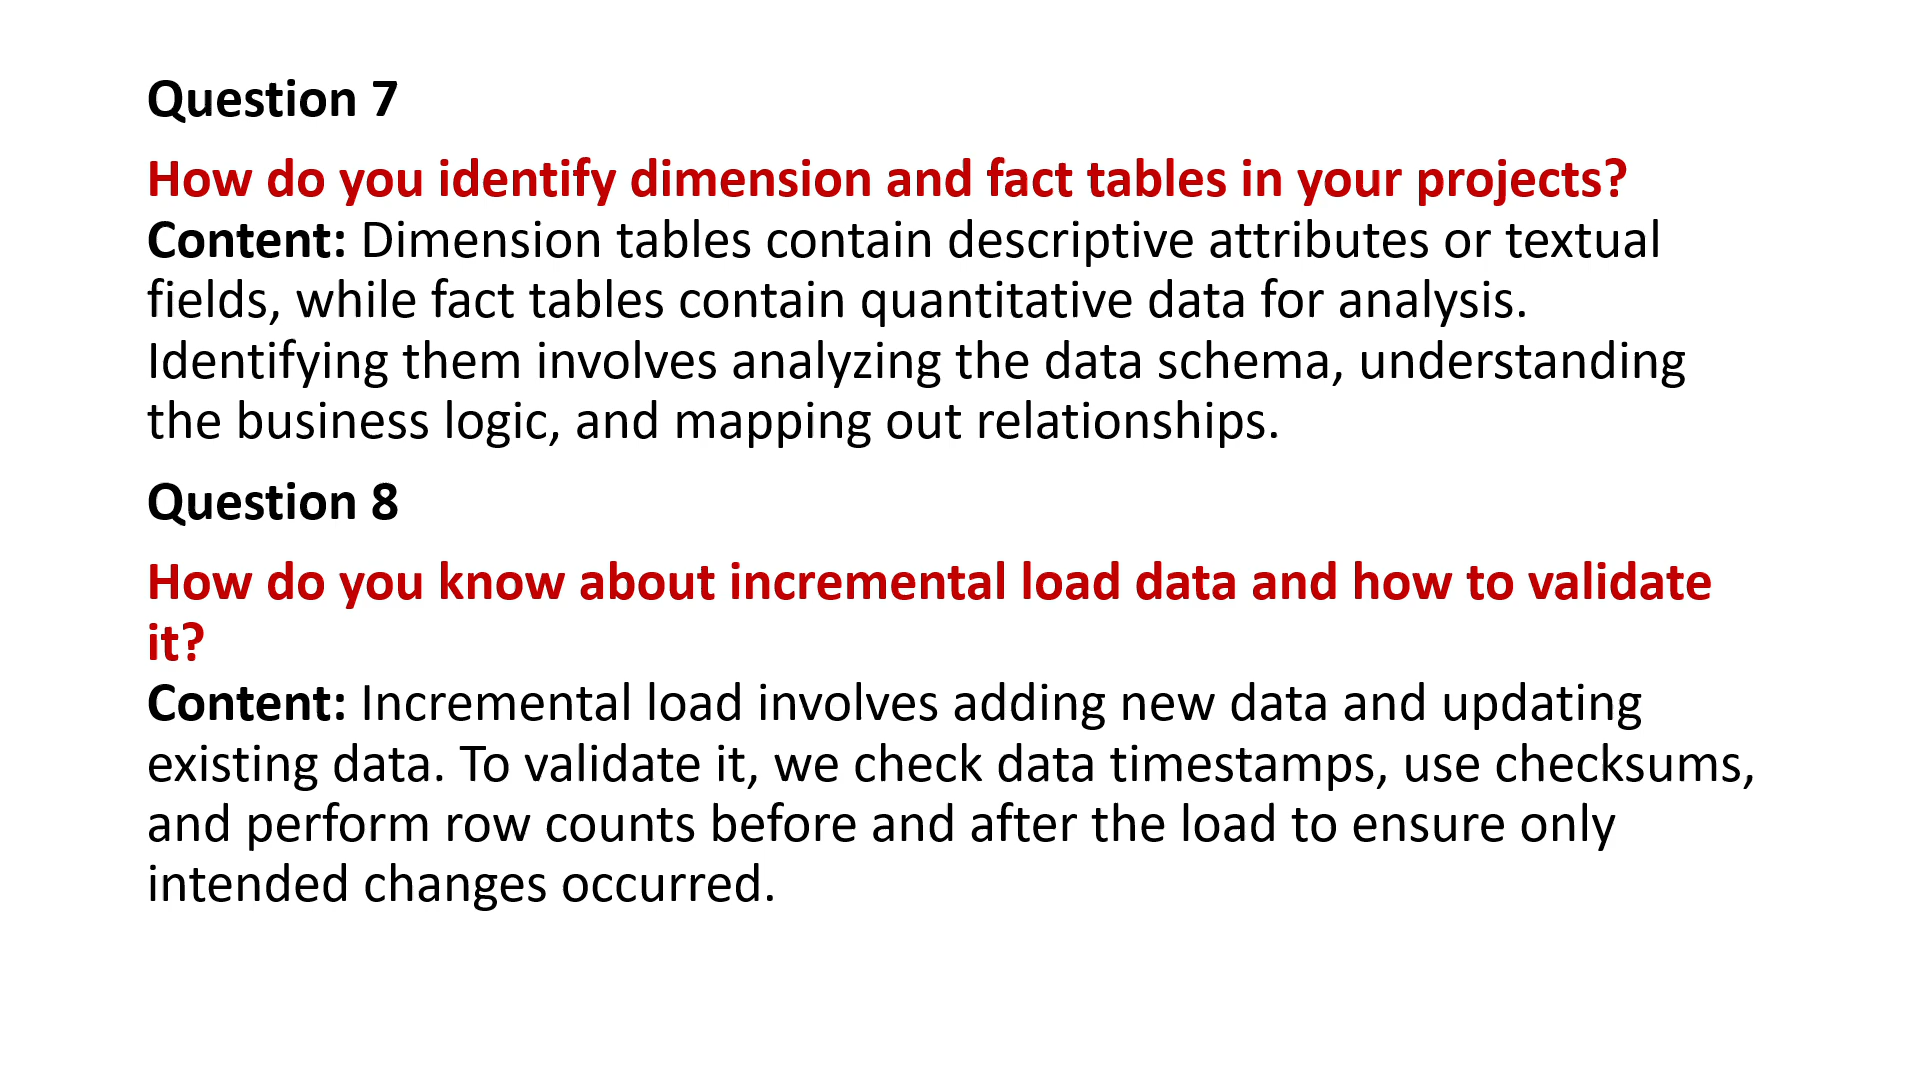 Question 7
How do you identify dimension and fact tables in your projects?
Content: Dimension tables contain descriptive attributes or textual
fields, while fact tables contain quantitative data for analysis.
Identifying them involves analyzing the data schema, understanding
the business logic, and mapping out relationships.
Question 8
How do you know about incremental load data and how to validate
it?
Content: Incremental load involves adding new data and updating
existing data. To validate it, we check data timestamps, use checksums,
and perform row counts before and after the load to ensure only
intended changes occurred.